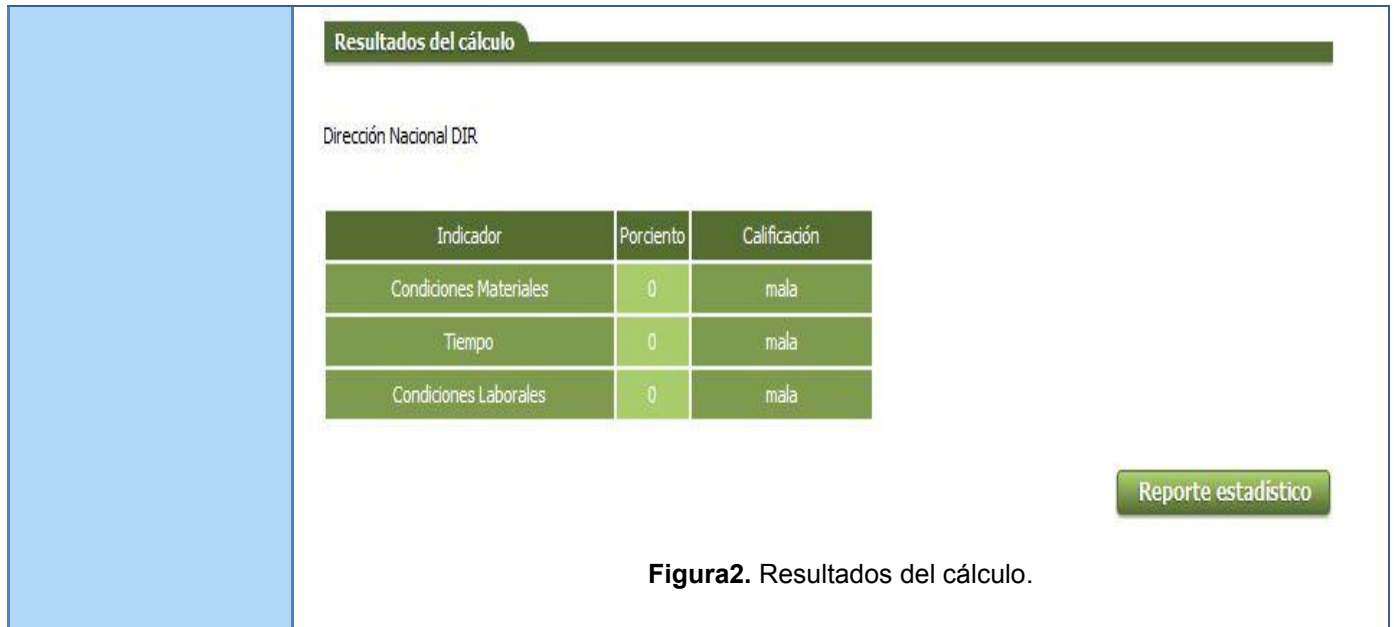 Resultados del cálculo
Dirección Nacional DIR
Indicador Porciento Calificación
Condiciones Materiales 0 mala
Tiempo 0 mala
Condiciones Laborales 0 mala
Reporte estadístico
Figura2. Resultados del cálculo.